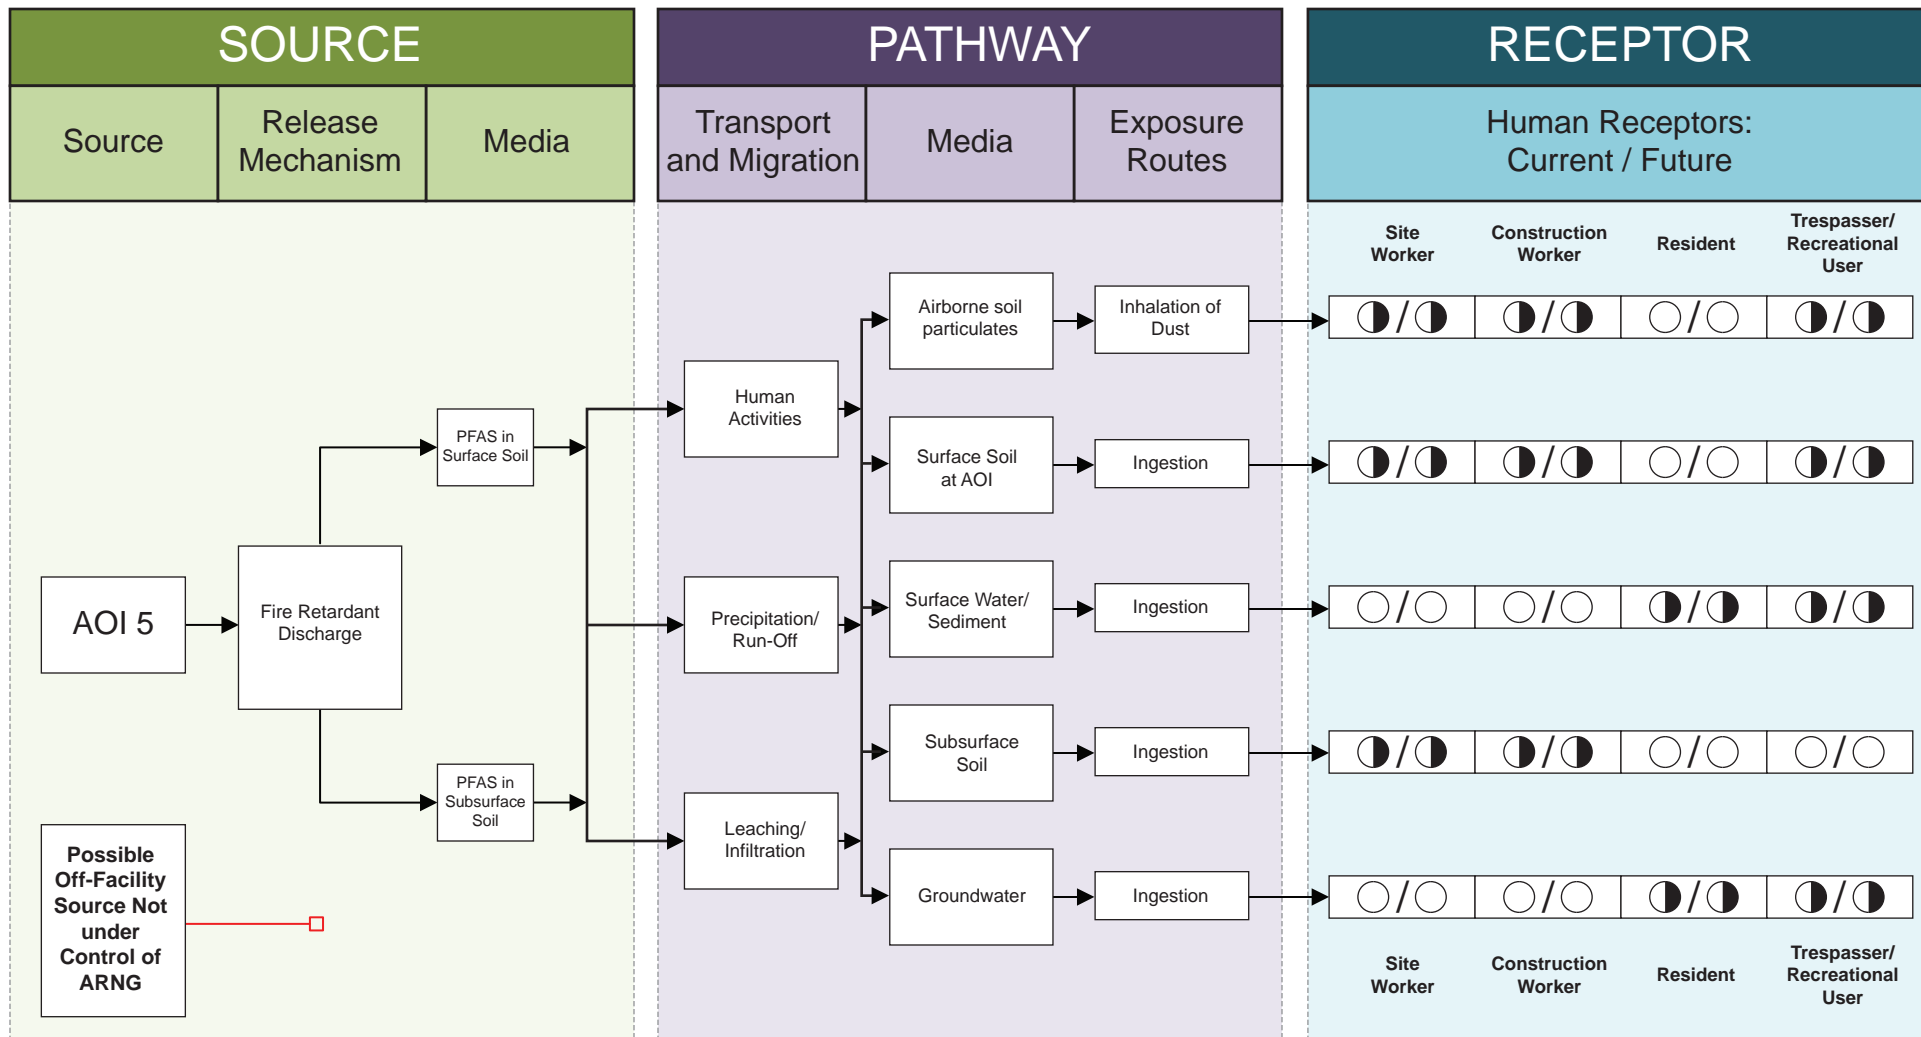 SOURCE
PATHWAY
RECEPTOR
Source
Release
Mechanism
Media
Transport
and Migration
Media
Exposure
Routes
Human Receptors:
Current / Future
Site
Worker
Construction
Worker
Resident
Trespasser/
Recreational
User
AOI 5
Fire Retardant
Discharge
PFAS in
Surface Soil
PFAS in
Subsurface
Soil
Possible
Off-Facility
Source Not
under
Control of
ARNG
Human
Activities
Precipitation/
Run-Off
Leaching/
Infiltration
Airborne soil
particulates
Inhalation of
Dust
/ / / /
Surface Soil
at AOI
Ingestion
/ / / /
Surface Water/
Sediment
Ingestion
/ / / /
Subsurface
Soil
Ingestion
/ / / /
Groundwater
Ingestion
/ / / /
Site
Worker
Construction
Worker
Resident
Trespasser/
Recreational
User